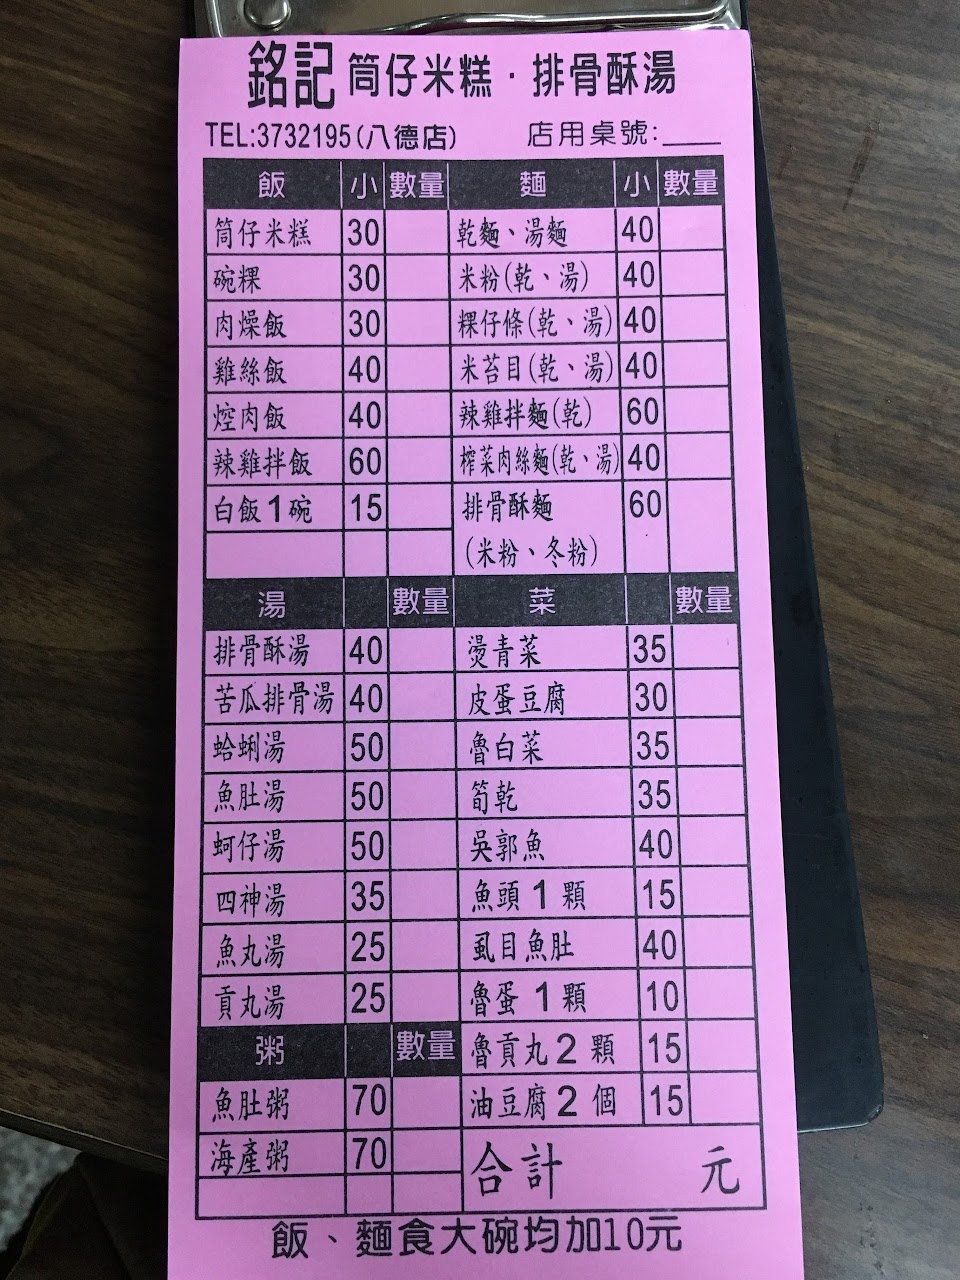 銘記 筒仔米糕·排骨酥湯
TEL:3732195(八德店) 店用桌號:____
飯 小 數量 麵 小 數量
筒仔米糕 30 乾麵、湯麵 40
碗粿 30 米粉(乾、湯) 40
肉燥飯 30 粿仔條(乾、湯) 40
雞絲飯 40 米苔目(乾、湯) 40
焢肉飯 40 辣雞拌麵(乾) 60
辣雞拌飯 60 榨菜肉絲麵(乾、湯) 40
白飯1碗 15 排骨酥麵 60
(米粉、冬粉)
湯 數量 菜 數量
排骨酥湯 40 燙青菜 35
苦瓜排骨湯 40 皮蛋豆腐 30
蛤蜊湯 50 魯白菜 35
魚肚湯 50 筍乾 35
蚵仔湯 50 吳郭魚 40
四神湯 35 魚頭1顆 15
魚丸湯 25 虱目魚肚 40
貢丸湯 25 魯蛋1顆 10
粥 數量 魯貢丸2顆 15
魚肚粥 70 油豆腐2個 15
海產粥 70 合計 元
飯、麵食大碗均加10元